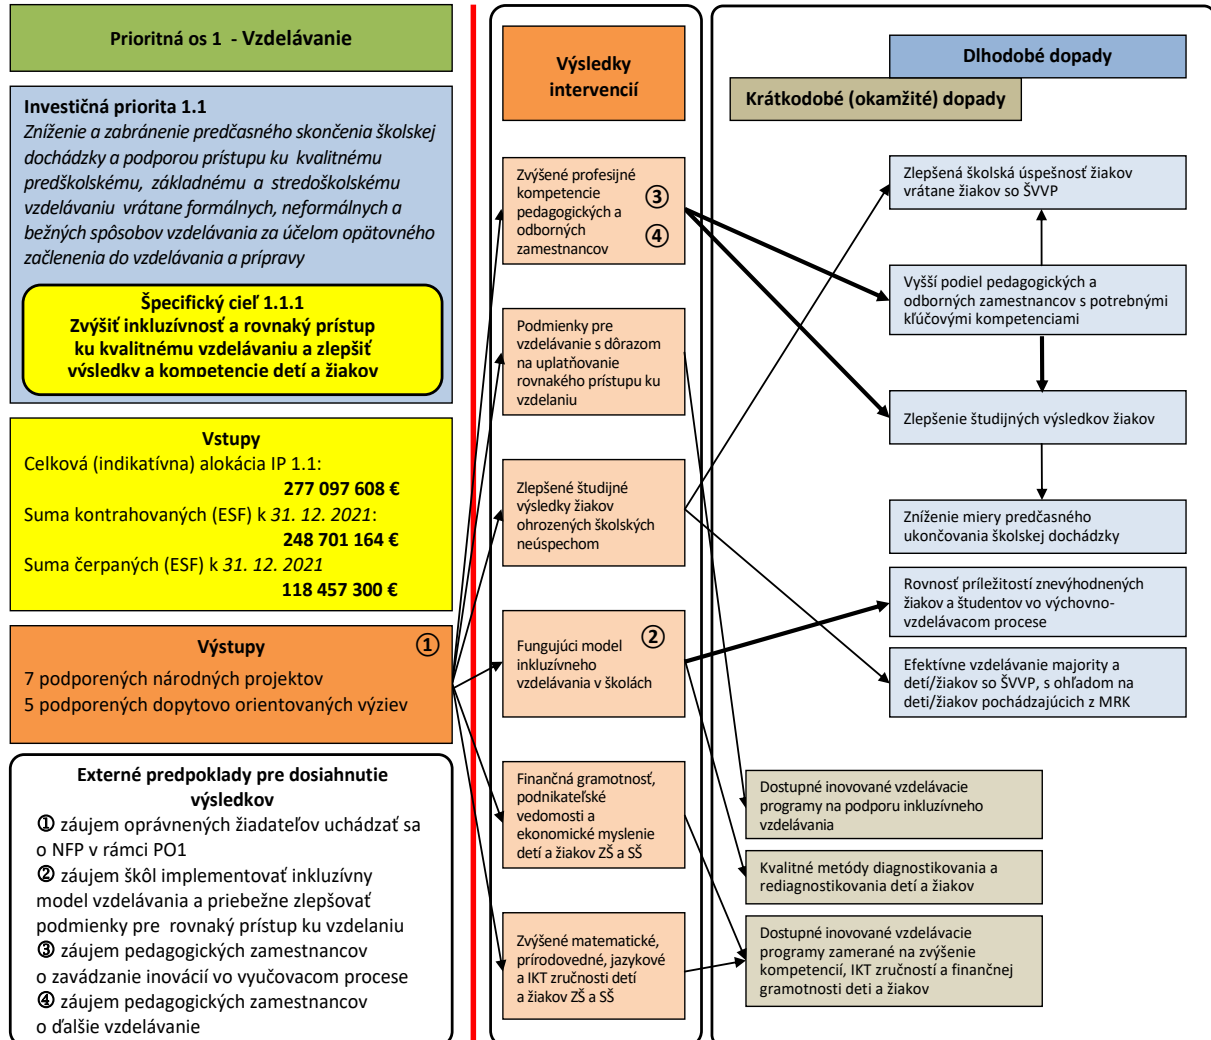 Prioritná os 1 - Vzdelávanie
Investičná priorita 1.1
Zníženie a zabránenie predčasného skončenia školskej
dochádzky a podporou prístupu ku kvalitnému
predškolskému, základnému a stredoškolskému
vzdelávaniu vrátane formálnych, neformálnych a
bežných spôsobov vzdelávania za účelom opätovného
začlenenia do vzdelávania a prípravy
Špecifický cieľ 1.1.1
Zvýšiť inkluzívnosť a rovnaký prístup
ku kvalitnému vzdelávaniu a zlepšiť
výsledky a kompetencie detí a žiakov
Vstupy
Celková (indikatívna) alokácia IP 1.1:
277 097 608 €
Suma kontrahovaných (ESF) k 31. 12. 2021:
248 701 164 €
Suma čerpaných (ESF) k 31. 12. 2021
118 457 300 €
Výstupy ①
7 podporených národných projektov
5 podporených dopytovo orientovaných výziev
Externé predpoklady pre dosiahnutie
výsledkov
① záujem oprávnených žiadateľov uchádzať sa
o NFP v rámci PO1
② záujem škôl implementovať inkluzívny
model vzdelávania a priebežne zlepšovať
podmienky pre rovnaký prístup ku vzdelaniu
③ záujem pedagogických zamestnancov
o zavádzanie inovácií vo vyučovacom procese
④ záujem pedagogických zamestnancov
o ďalšie vzdelávanie
Výsledky
intervencií
Zvýšené profesijné
kompetencie ③
pedagogických a
odborných ④
zamestnancov
Podmienky pre
vzdelávanie s dôrazom
na uplatňovanie
rovnakého prístupu ku
vzdelaniu
Zlepšené študijné
výsledky žiakov
ohrozených školských
neúspechom
Fungujúci model ②
inkluzívneho
vzdelávania v školách
Finančná gramotnosť,
podnikateľské
vedomosti a
ekonomické myslenie
detí a žiakov ZŠ a SŠ
Zvýšené matematické,
prírodovedné, jazykové
a IKT zručnosti detí
a žiakov ZŠ a SŠ
Dlhodobé dopady
Krátkodobé (okamžité) dopady
Zlepšená školská úspešnosť žiakov
vrátane žiakov so ŠVVP
Vyšší podiel pedagogických a
odborných zamestnancov s potrebnými
kľúčovými kompetenciami
Zlepšenie študijných výsledkov žiakov
Zníženie miery predčasného
ukončovania školskej dochádzky
Rovnosť príležitostí znevýhodnených
žiakov a študentov vo výchovno-
vzdelávacom procese
Efektívne vzdelávanie majority a
detí/žiakov so ŠVVP, s ohľadom na
deti/žiakov pochádzajúcich z MRK
Dostupné inovované vzdelávacie
programy na podporu inkluzívneho
vzdelávania
Kvalitné metódy diagnostikovania a
rediagnostikovania detí a žiakov
Dostupné inovované vzdelávacie
programy zamerané na zvýšenie
kompetencií, IKT zručností a finančnej
gramotnosti deti a žiakov